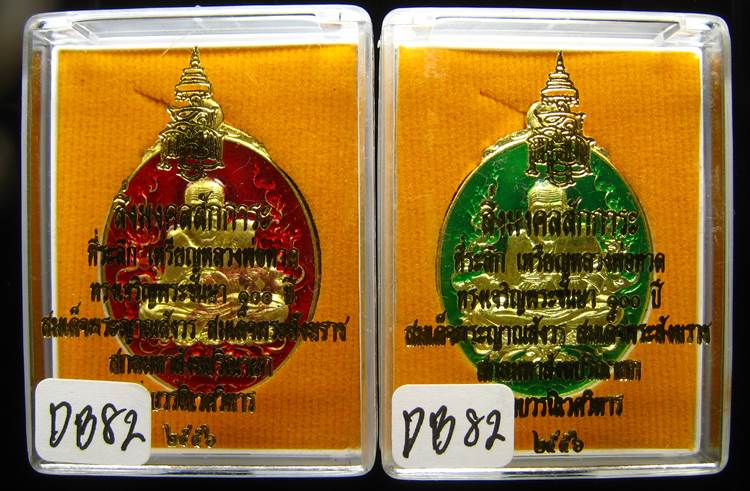 สิ่งมงคลสักการะ
ที่ระลึก เหรียญหลวงพ่อทวด
ทรงเจริญพระชันษา ๑๐๐ ปี
สมเด็จพระญาณสังวร สมเด็จพระสังฆราช
สกลมหาสังฆปริณายก
บวรนิเวศวิหาร
๒๕๕๖
DB82
สิ่งมงคลสักการะ
ที่ระลึก เหรียญหลวงพ่อทวด
ทรงเจริญพระชันษา ๑๐๐ ปี
สมเด็จพระญาณสังวร สมเด็จพระสังฆราช
สกลมหาสังฆปริณายก
บวรนิเวศวิหาร
๒๕๕๖
DB82